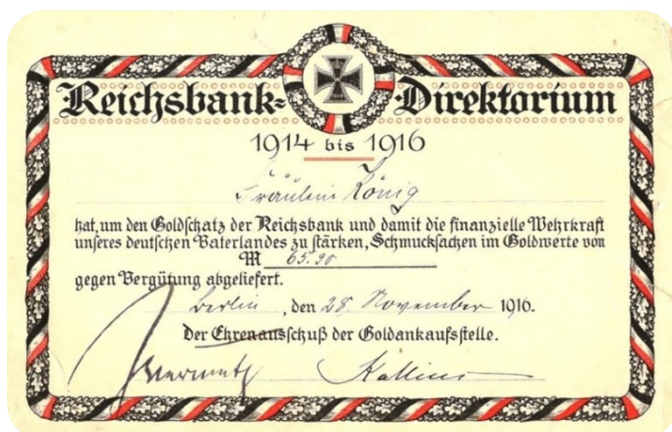 Reichsbank-Direktorium
1914 bis 1916
Fräulein König
hat, um den Goldschatz der Reichsbank und damit die finanzielle Wehrkraft
unseres deutschen Vaterlandes zu stärken, Schmucksachen im Goldwerte von
M 65.90
gegen Vergütung abgeliefert.
Berlin, den 28. November 1916.
Der Ehrenausschuß der Goldankaufsstelle.